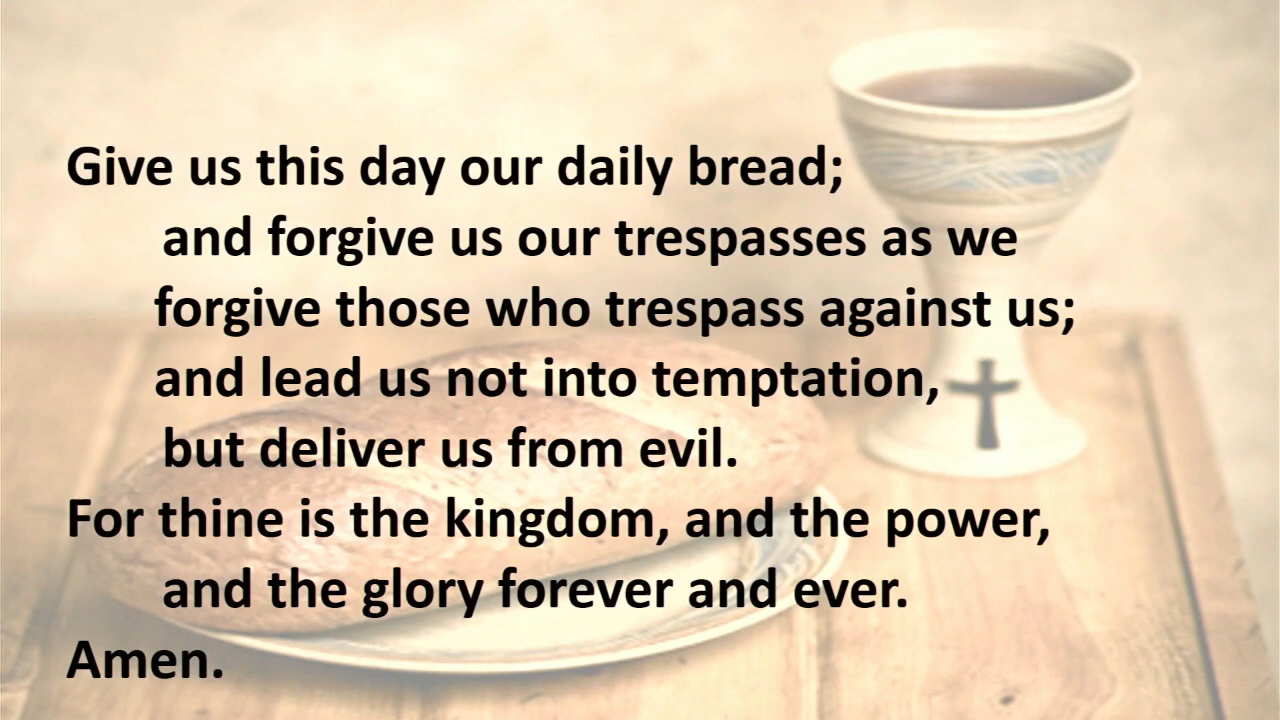 Give us this day our daily bread;
and forgive us our trespasses as we
forgive those who trespass against us;
and lead us not into temptation,
but deliver us from evil.
For thine is the kingdom, and the power,
and the glory forever and ever.
Amen.